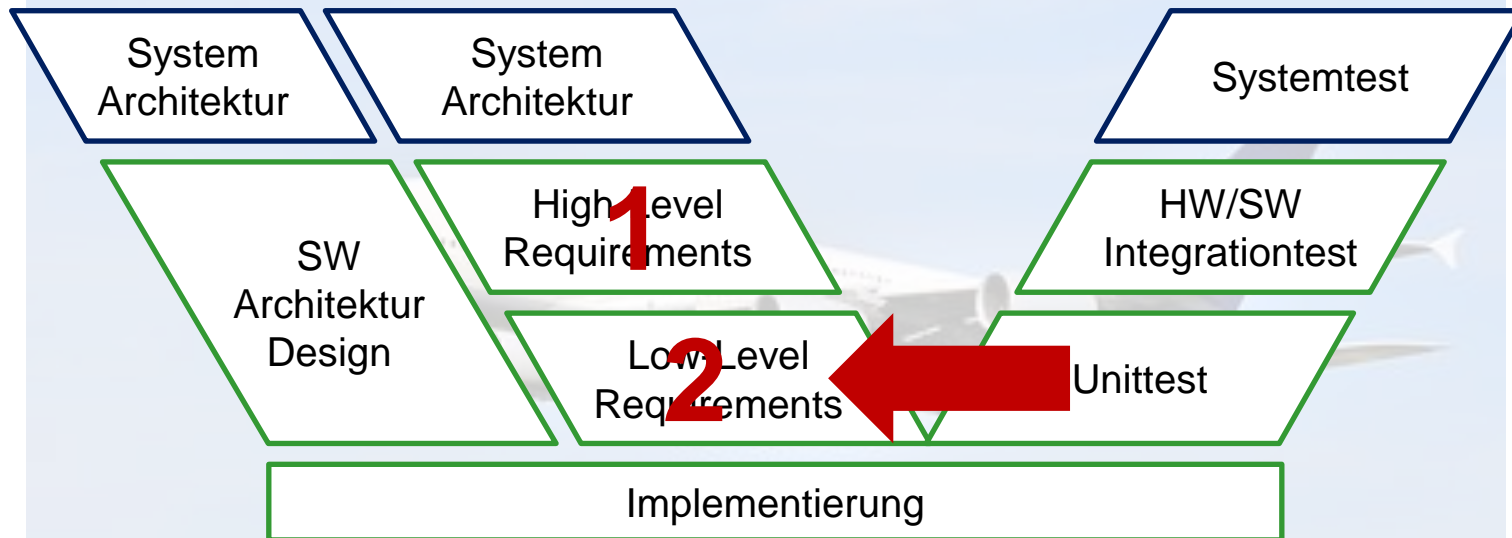 System
Architektur
System
Architektur
Systemtest
High-Level
Requirements
1
HW/SW
Integrationtest
SW
Architektur
Design
Low-Level
Requirements
2
Unittest
Implementierung